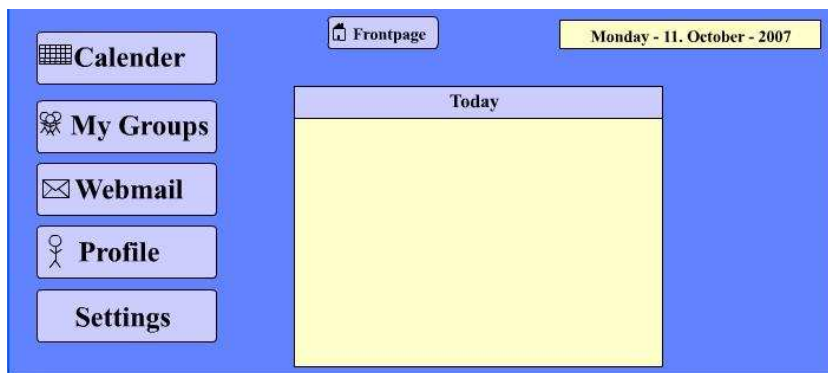 Frontpage
Monday - 11. October - 2007
Calender
My Groups
Webmail
Profile
Settings
Today